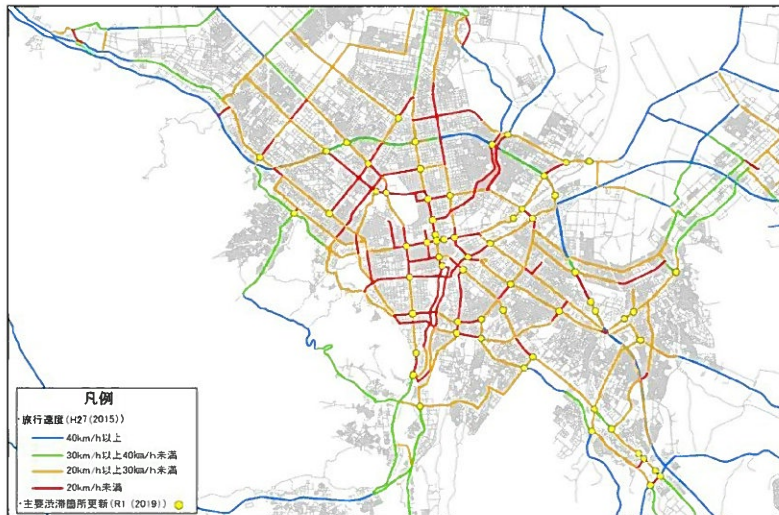 凡例
・旅行速度(H27(2015))
40km/h以上
30km/h以上40km/h未満
20km/h以上30km/h未満
20km/h未満
・主要渋滞箇所更新(R1(2019))